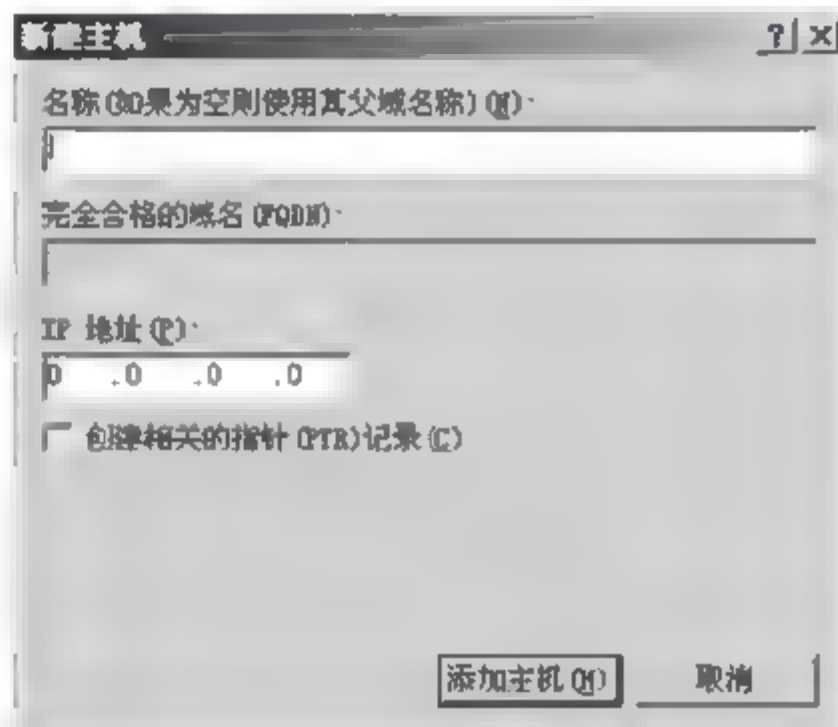 新建主机
名称(如果为空则使用其父域名称)(N):
完全合格的域名(FQDN):
IP 地址(P):
0 .0 .0 .0
创建相关的指针(PTR)记录(C)
添加主机(H) 取消